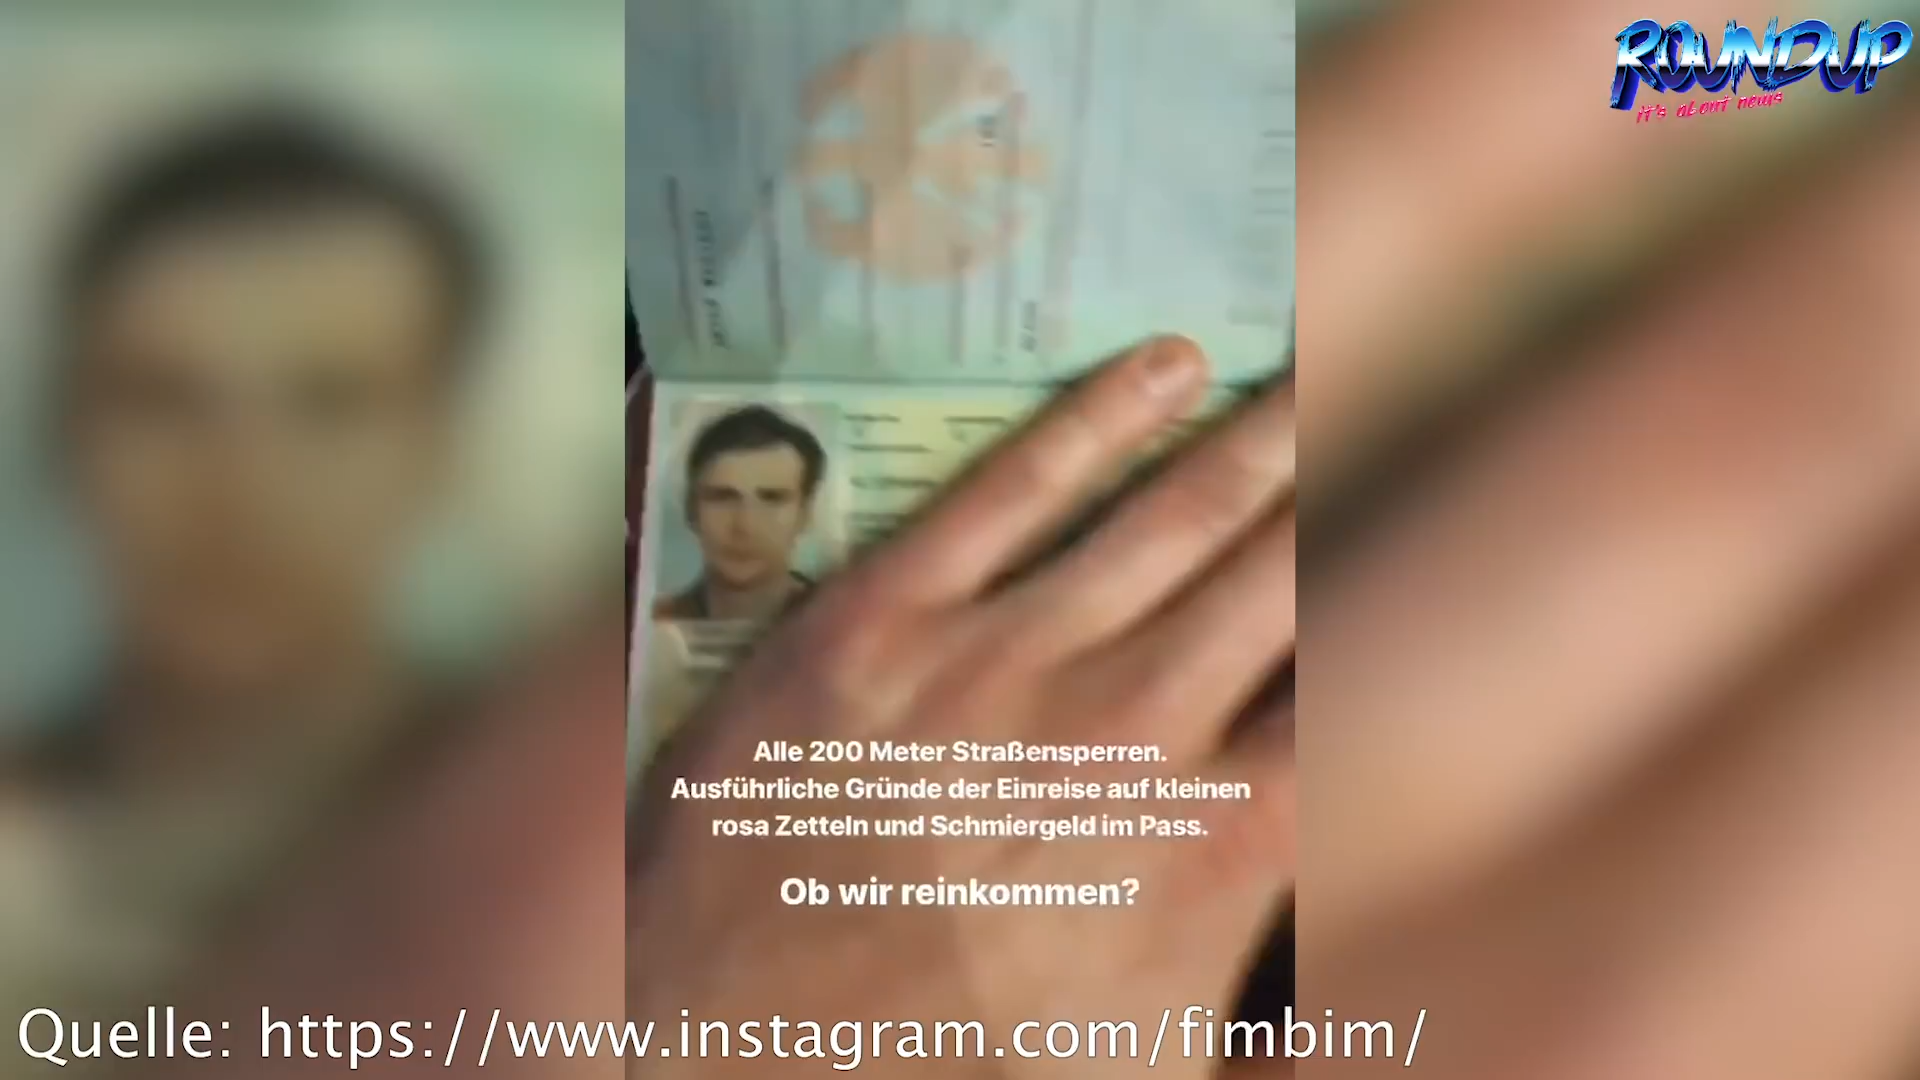 ROUNDUP
it's about news
Alle 200 Meter Straßensperren.
Ausführliche Gründe der Einreise auf kleinen
rosa Zetteln und Schmiergeld im Pass.
Ob wir reinkommen?
Quelle: https://www.instagram.com/fimbim/